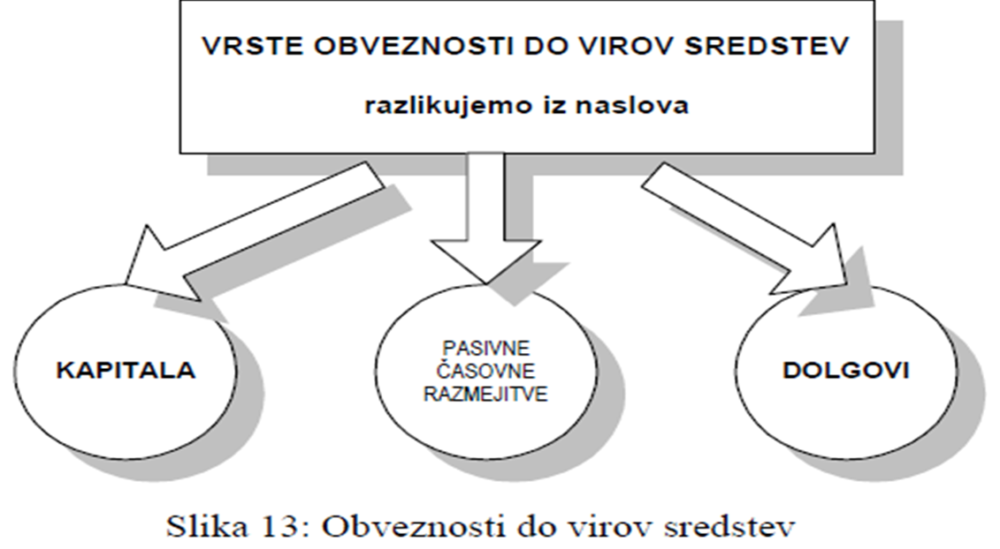 VRSTE OBVEZNOSTI DO VIROV SREDSTEV
razlikujemo iz naslova
KAPITALA
PASIVNE
ČASOVNE
RAZMEJITVE
DOLGOVI
Slika 13: Obveznosti do virov sredstev